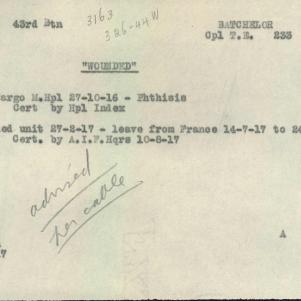 43rd Btn 3163 BATCHELOR
326-44W Cpl T.E. 233
"WOUNDED"
argo M.Hpl 27-10-16 - Phthisis
Cert by Hpl Index
ed unit 27-2-17 - leave from France 14-7-17 to 2
Cert. by A.I.F.Hqrs 10-8-17
advised
per cable
A
7